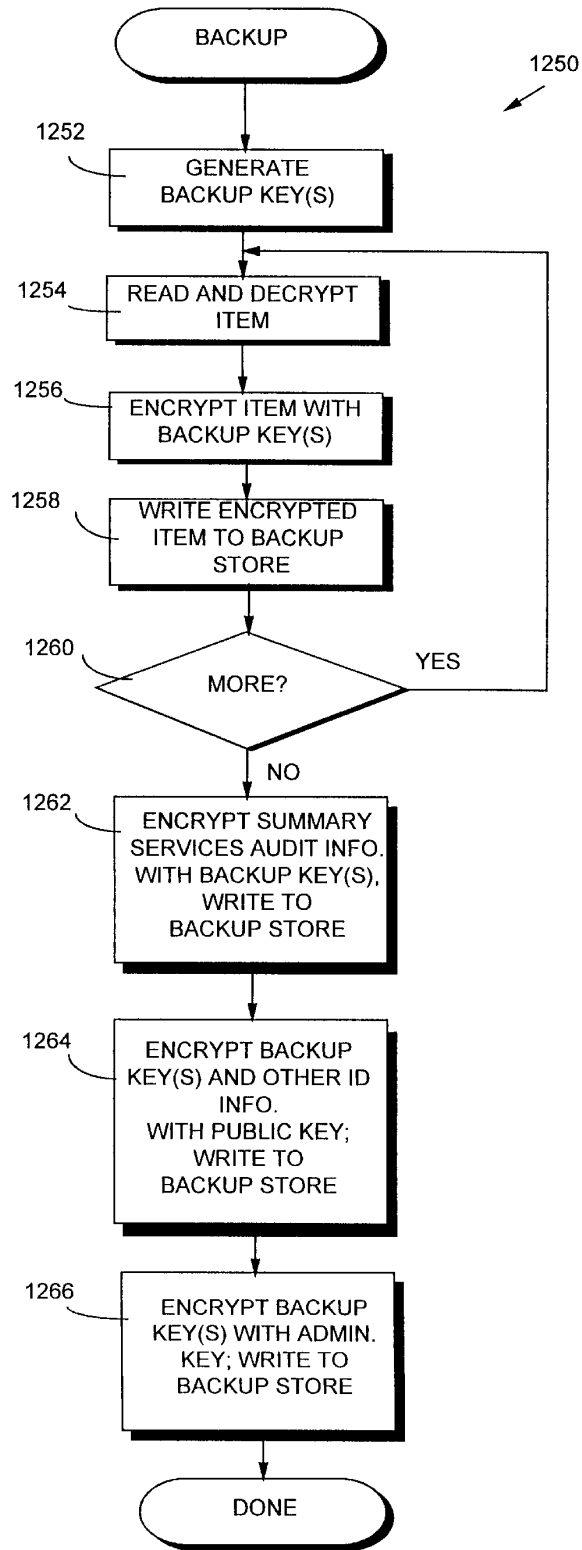 BACKUP
1250
1252
GENERATE
BACKUP KEY(S)
1254
READ AND DECRYPT
ITEM
1256
ENCRYPT ITEM WITH
BACKUP KEY(S)
1258
WRITE ENCRYPTED
ITEM TO BACKUP
STORE
1260
MORE?
YES
NO
1262
ENCRYPT SUMMARY
SERVICES AUDIT INFO.
WITH BACKUP KEY(S),
WRITE TO
BACKUP STORE
1264
ENCRYPT BACKUP
KEY(S) AND OTHER ID
INFO.
WITH PUBLIC KEY;
WRITE TO
BACKUP STORE
1266
ENCRYPT BACKUP
KEY(S) WITH ADMIN.
KEY; WRITE TO
BACKUP STORE
DONE